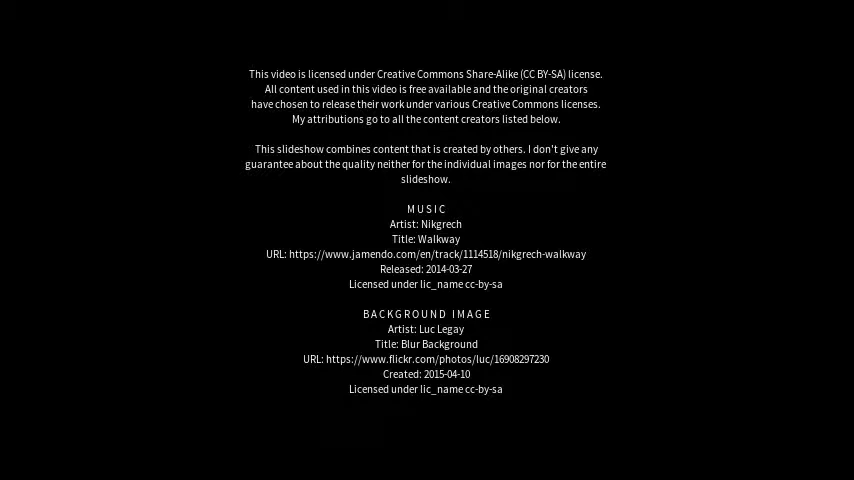 This video is licensed under Creative Commons Share-Alike (CC BY-SA) license.
All content used in this video is free available and the original creators
have chosen to release their work under various Creative Commons licenses.
My attributions go to all the content creators listed below.
This slideshow combines content that is created by others. I don't give any
guarantee about the quality neither for the individual images nor for the entire
slideshow.
MUSIC
Artist: Nikgrech
Title: Walkway
URL: https://www.jamendo.com/en/track/1114518/nikgrech-walkway
Released: 2014-03-27
Licensed under lic_name cc-by-sa
BACKGROUND IMAGE
Artist: Luc Legay
Title: Blur Background
URL: https://www.flickr.com/photos/luc/16908297230
Created: 2015-04-10
Licensed under lic_name cc-by-sa